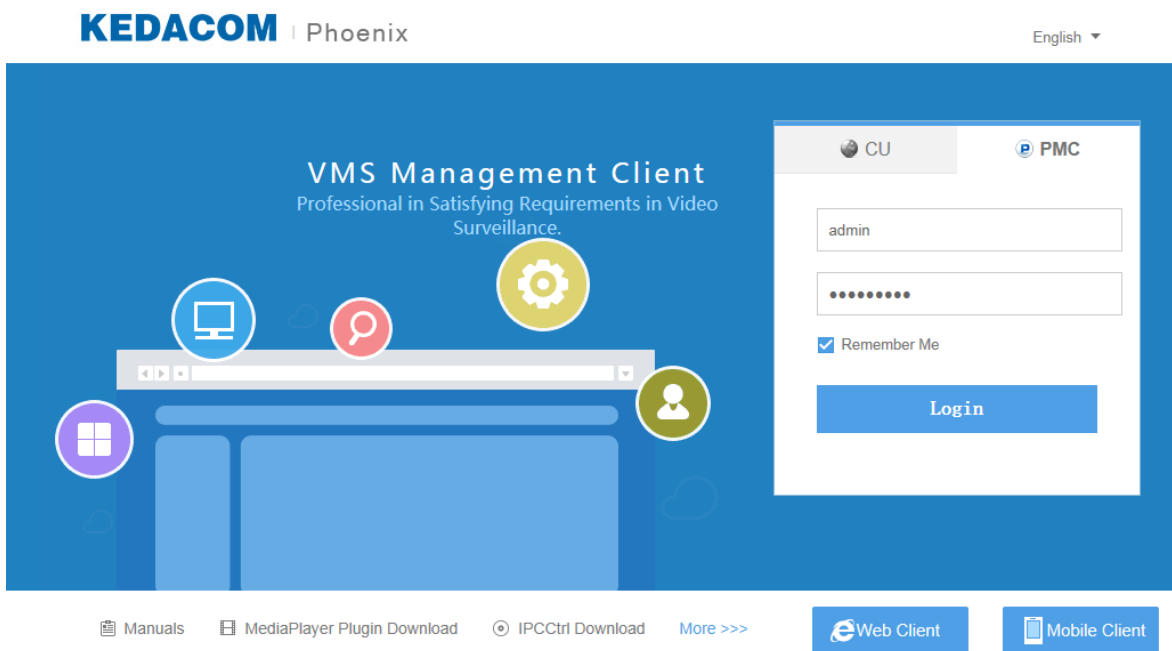 KEDACOM | Phoenix
English
VMS Management Client
Professional in Satisfying Requirements in Video
Surveillance.
CU
PMC
admin
•••••••••
Remember Me
Login
Manuals
MediaPlayer Plugin Download
IPCCtrl Download
More >>>
Web Client
Mobile Client